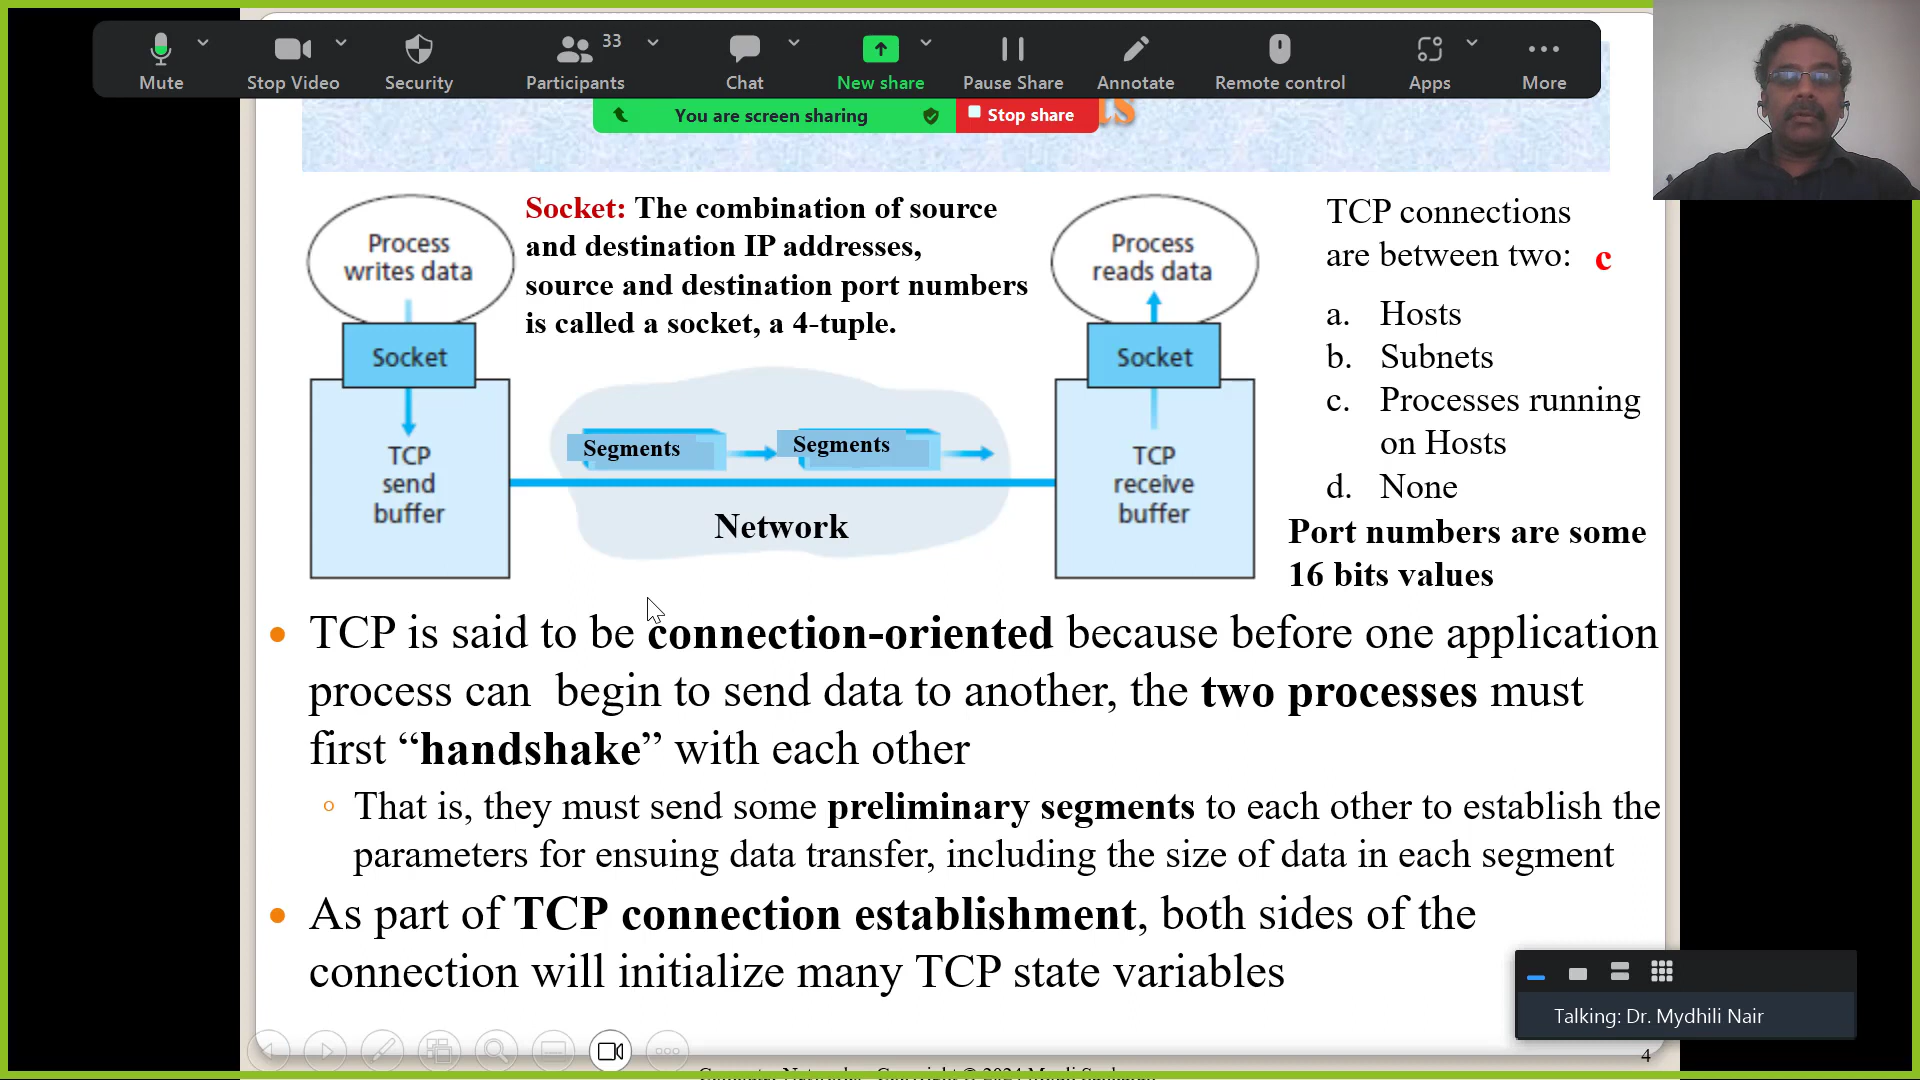 Mute
Stop Video
Security
Participants
33
Chat
New share
Pause Share
Annotate
Remote control
Apps
More
You are screen sharing
Stop share
ts
Process
writes data
Socket: The combination of source
and destination IP addresses,
source and destination port numbers
is called a socket, a 4-tuple.
Process
reads data
TCP connections
are between two: c
a. Hosts
b. Subnets
c. Processes running
on Hosts
d. None
Port numbers are some
16 bits values
Socket
Socket
TCP
send
buffer
Segments
Segments
Network
TCP
receive
buffer
• TCP is said to be connection-oriented because before one application
process can begin to send data to another, the two processes must
first “handshake” with each other
◦ That is, they must send some preliminary segments to each other to establish the
parameters for ensuing data transfer, including the size of data in each segment
• As part of TCP connection establishment, both sides of the
connection will initialize many TCP state variables
Talking: Dr. Mydhili Nair
4